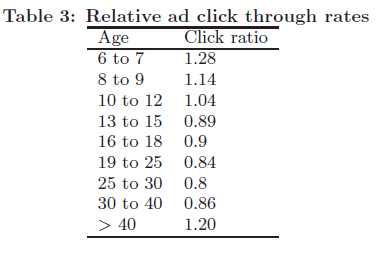 Table 3: Relative ad click through rates
Age Click ratio
6 to 7 1.28
8 to 9 1.14
10 to 12 1.04
13 to 15 0.89
16 to 18 0.9
19 to 25 0.84
25 to 30 0.8
30 to 40 0.86
> 40 1.20